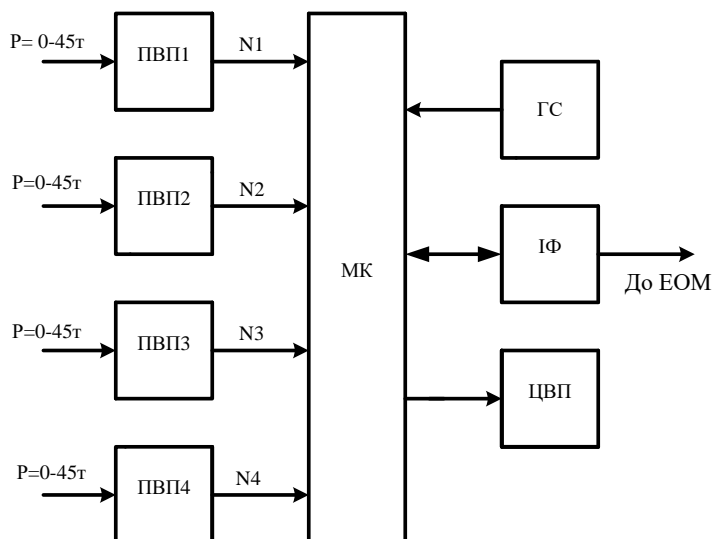 P= 0-45т
ПВП1
N1
ГС
P=0-45т
ПВП2
N2
МК
ІФ
До ЕОМ
P=0-45т
ПВП3
N3
ЦВП
P=0-45т
ПВП4
N4